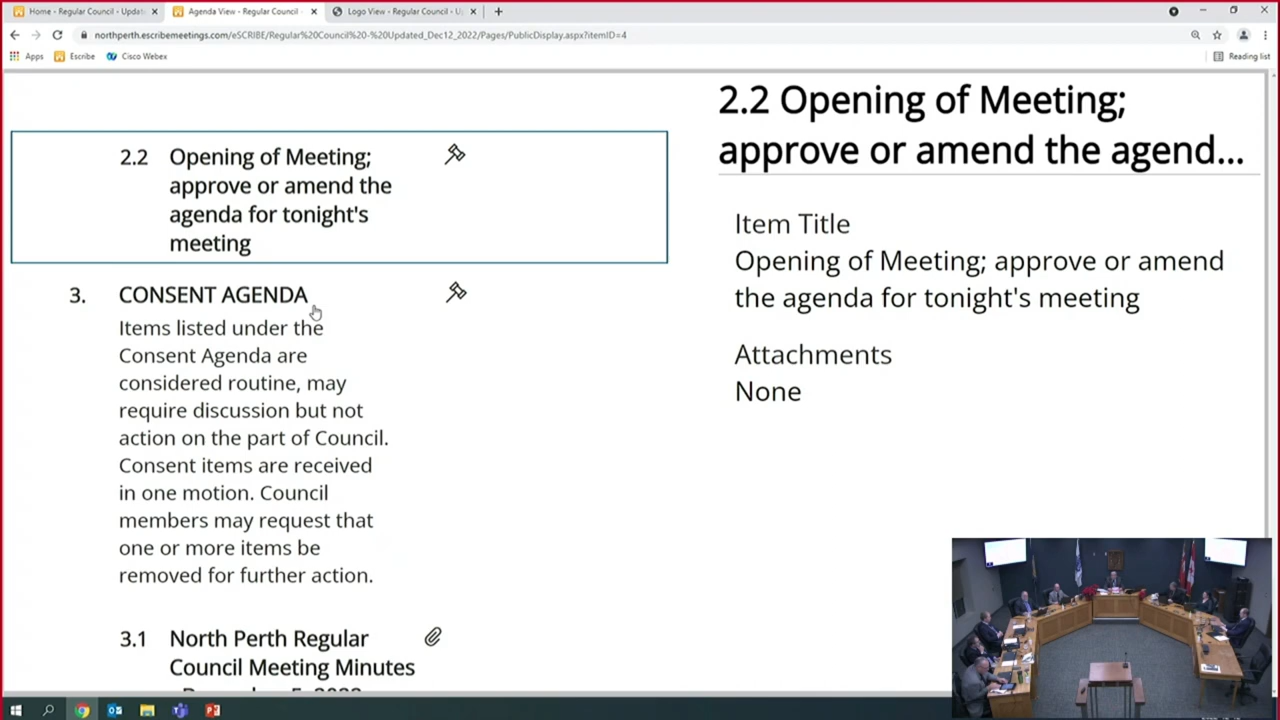 Home - Regular Council - Updat
Agenda View - Regular Council -
Logo View - Regular Council - U
northperth.escribemeetings.com/eSCRIBE/Regular%20Council%20-%20Updated_Dec12_2022/Pages/PublicDisplay.aspx?itemID=4
Apps
Escribe
Cisco Webex
Reading list
2.2 Opening of Meeting;
approve or amend the
agenda for tonight's
meeting
3. CONSENT AGENDA
Items listed under the
Consent Agenda are
considered routine, may
require discussion but not
action on the part of Council.
Consent items are received
in one motion. Council
members may request that
one or more items be
removed for further action.
3.1 North Perth Regular
Council Meeting Minutes
- December 5, 2022
2.2 Opening of Meeting;
approve or amend the agend...
Item Title
Opening of Meeting; approve or amend
the agenda for tonight's meeting
Attachments
None